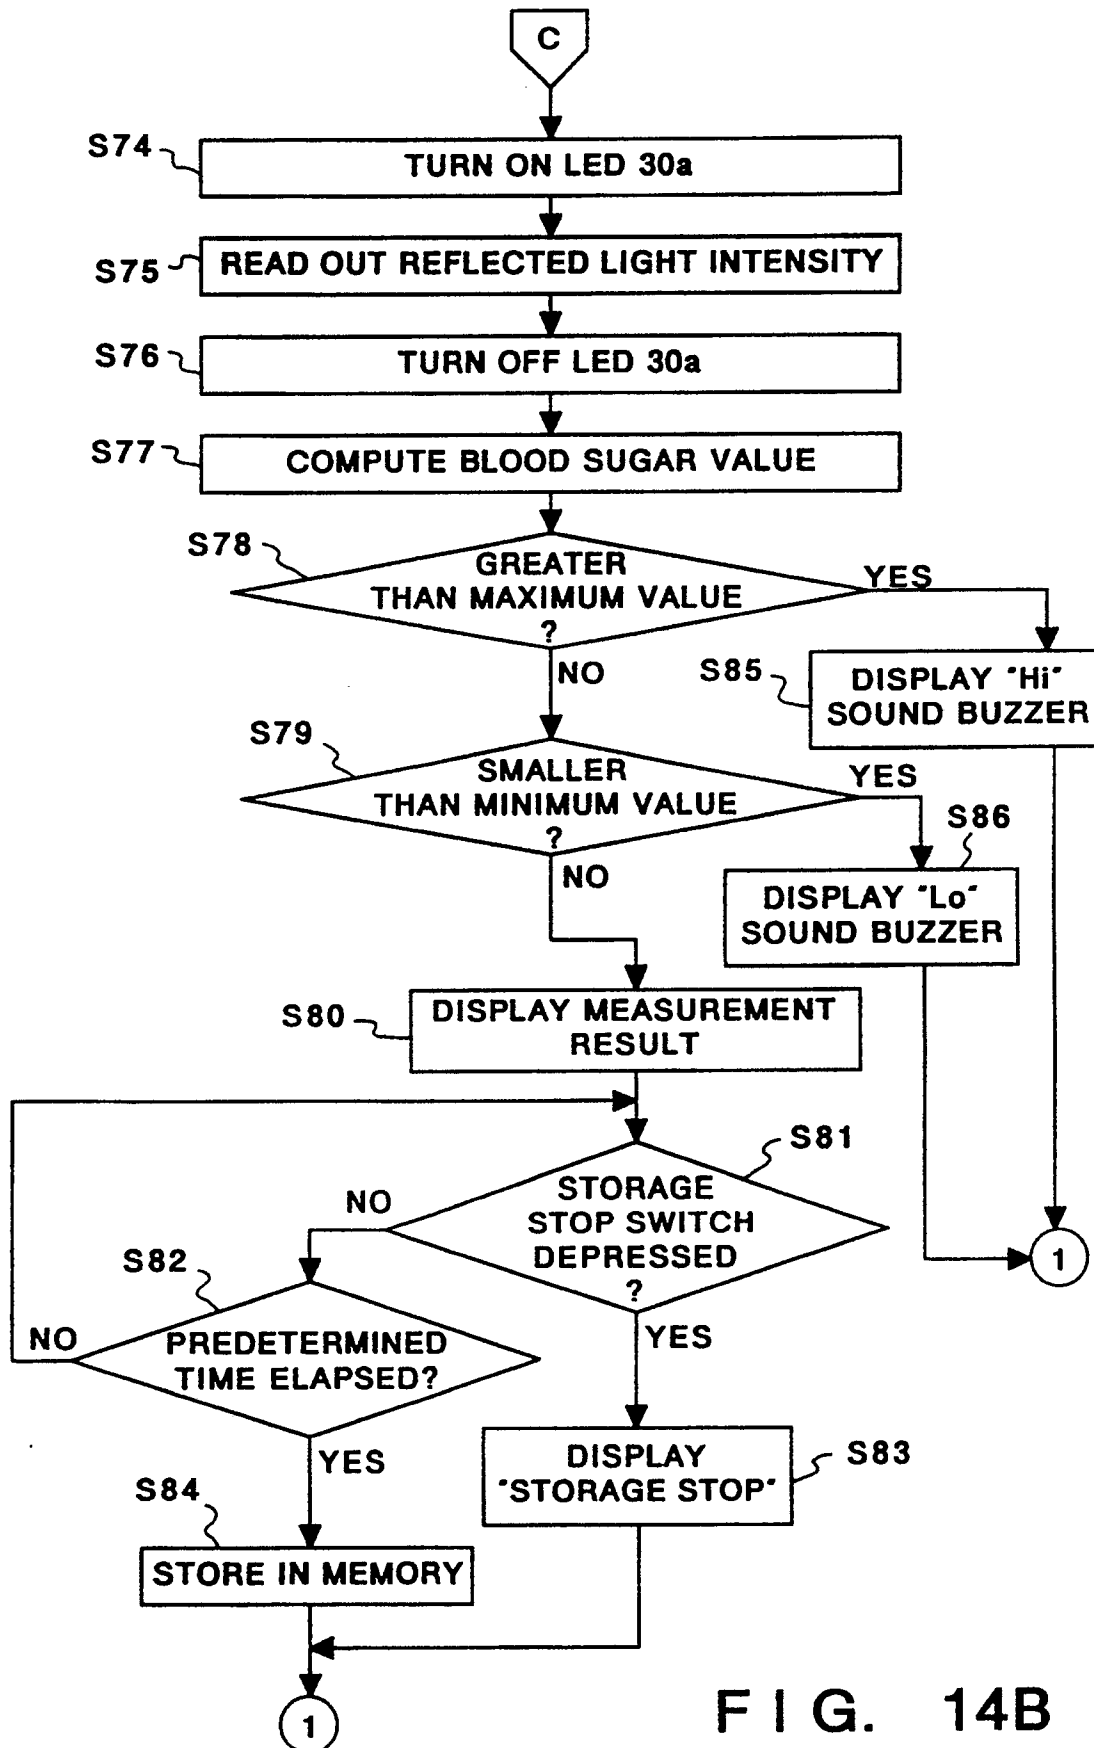 C
S74
TURN ON LED 30a
S75
READ OUT REFLECTED LIGHT INTENSITY
S76
TURN OFF LED 30a
S77
COMPUTE BLOOD SUGAR VALUE
S78
GREATER
THAN MAXIMUM VALUE
?
YES
NO
S85
DISPLAY "Hi"
SOUND BUZZER
S79
SMALLER
THAN MINIMUM VALUE
?
YES
NO
S86
DISPLAY "Lo"
SOUND BUZZER
S80
DISPLAY MEASUREMENT
RESULT
S81
STORAGE
STOP SWITCH
DEPRESSED
?
NO
YES
1
S82
PREDETERMINED
TIME ELAPSED?
NO
YES
S83
DISPLAY
"STORAGE STOP"
S84
STORE IN MEMORY
1
FIG. 14B